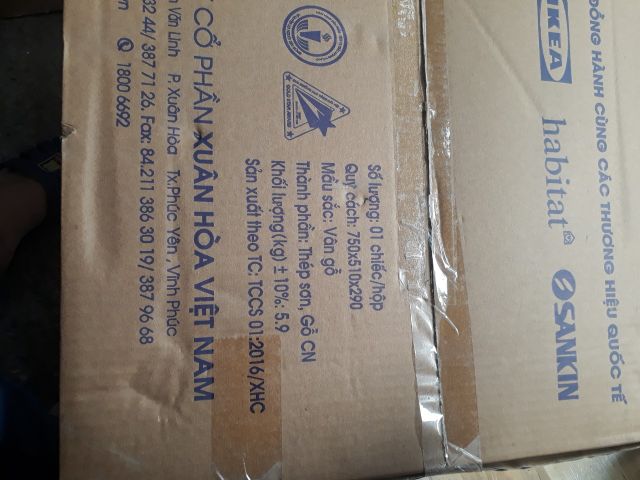 CỔ PHẦN XUÂN HÒA VIỆT NAM
Văn Linh P. Xuân Hòa Tx.Phúc Yên, Vĩnh Phúc
32 44/ 387 71 26. Fax: 84.211 386 30 19/ 387 96 68
1800 6692
GOLD STAR AWARD
Số lượng: 01 chiếc/hộp
Quy cách: 750x510x290
Mầu sắc: Vân gỗ
Thành phần: Thép sơn, Gỗ CN
Khối lượng(kg) ± 10%: 5.9
Sản xuất theo TC: TCCS 01:2016/XHC
ĐỒNG HÀNH CÙNG CÁC THƯƠNG HIỆU QUỐC TẾ
IKEA
habitat
SANKIN